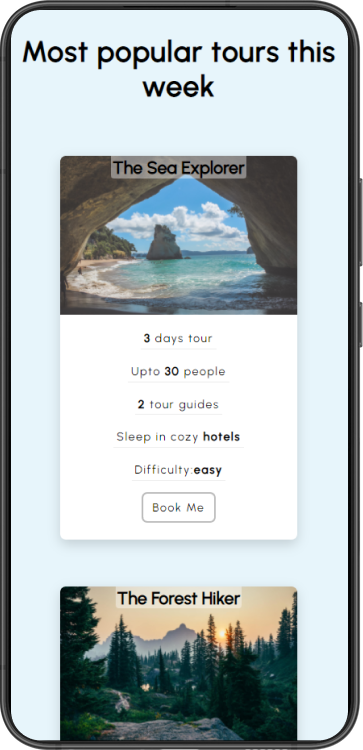 Most popular tours this
week
The Sea Explorer
3 days tour
Upto 30 people
2 tour guides
Sleep in cozy hotels
Difficulty:easy
Book Me
The Forest Hiker